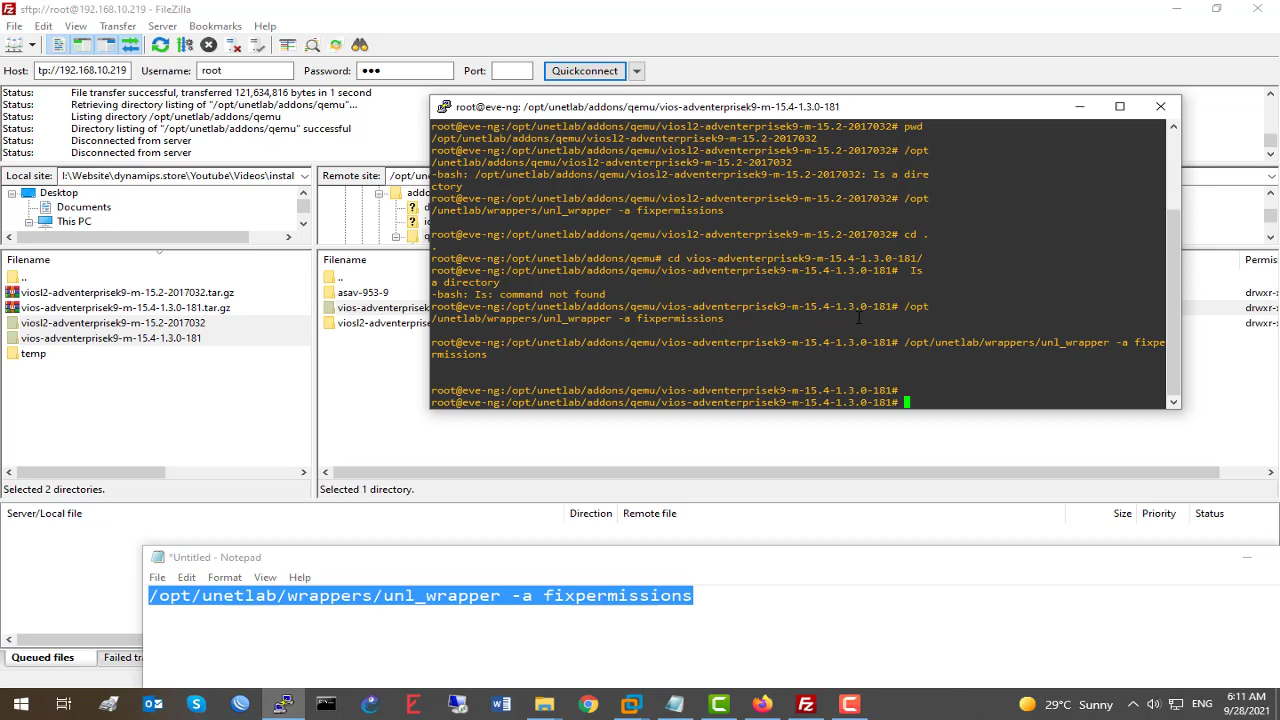 sftp://root@192.168.10.219 - FileZilla
File Edit View Transfer Server Bookmarks Help
Host: tp://192.168.10.219 Username: root Password: ●●● Port: Quickconnect
Status: File transfer successful, transferred 121,634,816 bytes in 1 second
Status: Retrieving directory listing of "/opt/unetlab/addons/qemu"...
Status: Listing directory /opt/unetlab/addons/qemu
Status: Directory listing of "/opt/unetlab/addons/qemu" successful
Status: Disconnected from server
Status: Disconnected from server
Local site: I:\Website\dynamips.store\Youtube\Videos\instal
Desktop
Documents
This PC
..
viosl2-adventerprisek9-m-15.2-2017032.tar.gz
vios-adventerprisek9-m-15.4-1.3.0-181.tar.gz
viosl2-adventerprisek9-m-15.2-2017032
vios-adventerprisek9-m-15.4-1.3.0-181
temp
Selected 2 directories.
Remote site: /opt/un
addo
d
i
q
..
asav-953-9
vios-adventerprisek
viosl2-adventerprise
Permis
drwxr-x
drwxr-x
drwxr-x
Selected 1 directory.
root@eve-ng: /opt/unetlab/addons/qemu/vios-adventerprisek9-m-15.4-1.3.0-181
root@eve-ng:/opt/unetlab/addons/qemu/viosl2-adventerprisek9-m-15.2-2017032# pwd
/opt/unetlab/addons/qemu/viosl2-adventerprisek9-m-15.2-2017032
root@eve-ng:/opt/unetlab/addons/qemu/viosl2-adventerprisek9-m-15.2-2017032# /opt
/unetlab/addons/qemu/viosl2-adventerprisek9-m-15.2-2017032
-bash: /opt/unetlab/addons/qemu/viosl2-adventerprisek9-m-15.2-2017032: Is a dire
ctory
root@eve-ng:/opt/unetlab/addons/qemu/viosl2-adventerprisek9-m-15.2-2017032# /opt
/unetlab/wrappers/unl_wrapper -a fixpermissions
root@eve-ng:/opt/unetlab/addons/qemu/viosl2-adventerprisek9-m-15.2-2017032# cd .
.
root@eve-ng:/opt/unetlab/addons/qemu# cd vios-adventerprisek9-m-15.4-1.3.0-181/
root@eve-ng:/opt/unetlab/addons/qemu/vios-adventerprisek9-m-15.4-1.3.0-181#  Is
a directory
-bash: Is: command not found
root@eve-ng:/opt/unetlab/addons/qemu/vios-adventerprisek9-m-15.4-1.3.0-181# /opt
/unetlab/wrappers/unl_wrapper -a fixpermissions
root@eve-ng:/opt/unetlab/addons/qemu/vios-adventerprisek9-m-15.4-1.3.0-181# /opt/unetlab/wrappers/unl_wrapper -a fixpe
rmissions
root@eve-ng:/opt/unetlab/addons/qemu/vios-adventerprisek9-m-15.4-1.3.0-181#
root@eve-ng:/opt/unetlab/addons/qemu/vios-adventerprisek9-m-15.4-1.3.0-181#
Server/Local file Direction Remote file Size Priority Status
Queued files Failed tra
*Untitled - Notepad
File Edit Format View Help
/opt/unetlab/wrappers/unl_wrapper -a fixpermissions
29°C Sunny ENG 6:11 AM
9/28/2021